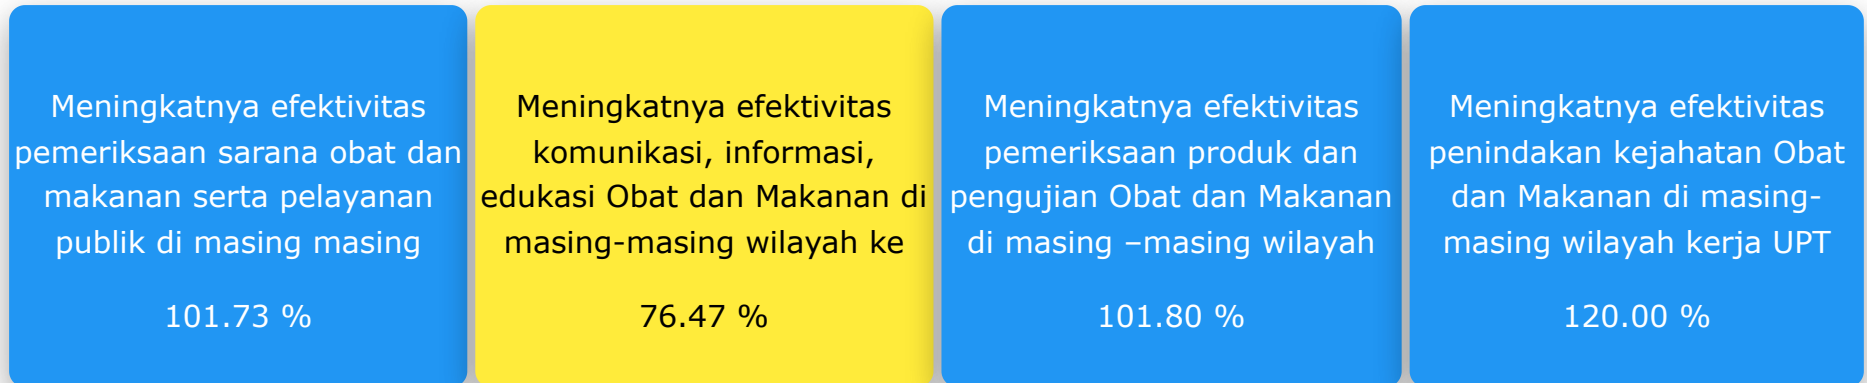 Meningkatnya efektivitas
pemeriksaan sarana obat dan
makanan serta pelayanan
publik di masing masing
101.73 %
Meningkatnya efektivitas
komunikasi, informasi,
edukasi Obat dan Makanan di
masing-masing wilayah ke
76.47 %
Meningkatnya efektivitas
pemeriksaan produk dan
pengujian Obat dan Makanan
di masing –masing wilayah
101.80 %
Meningkatnya efektivitas
penindakan kejahatan Obat
dan Makanan di masing-
masing wilayah kerja UPT
120.00 %